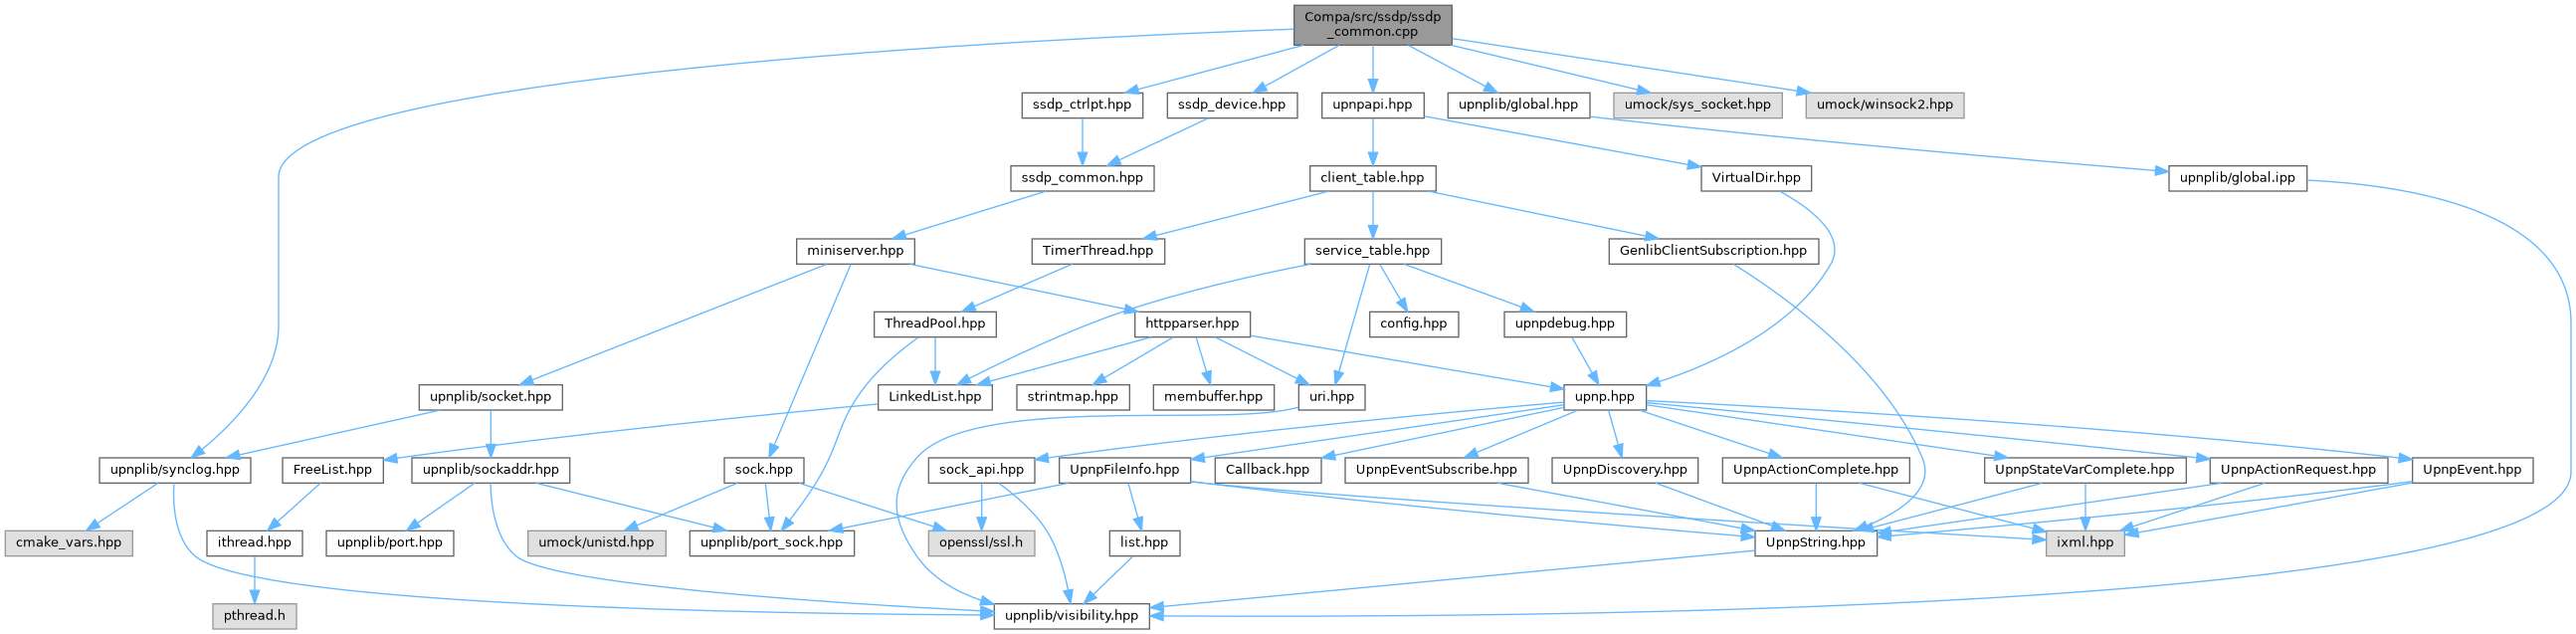 Compa/src/ssdp/ssdp
_common.cpp
ssdp_ctrlpt.hpp
ssdp_device.hpp
upnpapi.hpp
upnplib/global.hpp
umock/sys_socket.hpp
umock/winsock2.hpp
ssdp_common.hpp
client_table.hpp
VirtualDir.hpp
upnplib/global.ipp
miniserver.hpp
TimerThread.hpp
service_table.hpp
GenlibClientSubscription.hpp
ThreadPool.hpp
httpparser.hpp
config.hpp
upnpdebug.hpp
upnplib/socket.hpp
LinkedList.hpp
strintmap.hpp
membuffer.hpp
uri.hpp
upnp.hpp
upnplib/synclog.hpp
FreeList.hpp
upnplib/sockaddr.hpp
sock.hpp
sock_api.hpp
UpnpFileInfo.hpp
Callback.hpp
UpnpEventSubscribe.hpp
UpnpDiscovery.hpp
UpnpActionComplete.hpp
UpnpStateVarComplete.hpp
UpnpActionRequest.hpp
UpnpEvent.hpp
cmake_vars.hpp
ithread.hpp
upnplib/port.hpp
umock/unistd.hpp
upnplib/port_sock.hpp
openssl/ssl.h
list.hpp
UpnpString.hpp
ixml.hpp
pthread.h
upnplib/visibility.hpp